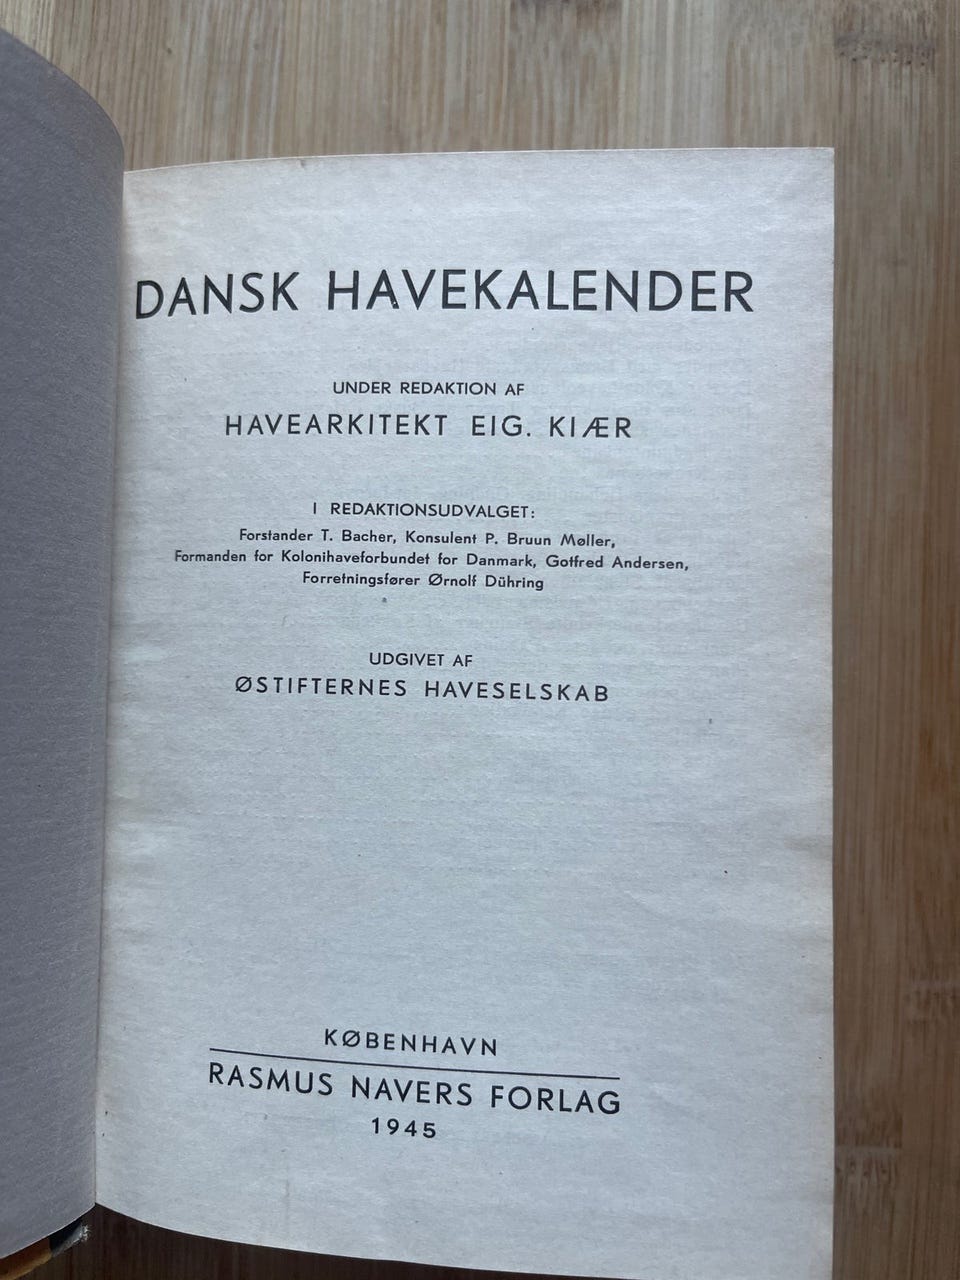 DANSK HAVEKALENDER
UNDER REDAKTION AF
HAVEARKITEKT EIG. KIÆR
I REDAKTIONSUDVALGET:
Forstander T. Bacher, Konsulent P. Bruun Møller,
Formanden for Kolonihaveforbundet for Danmark, Gotfred Andersen,
Forretningsfører Ørnolf Dühring
UDGIVET AF
ØSTIFTERNES HAVESELSKAB
KØBENHAVN
RASMUS NAVERS FORLAG
1945